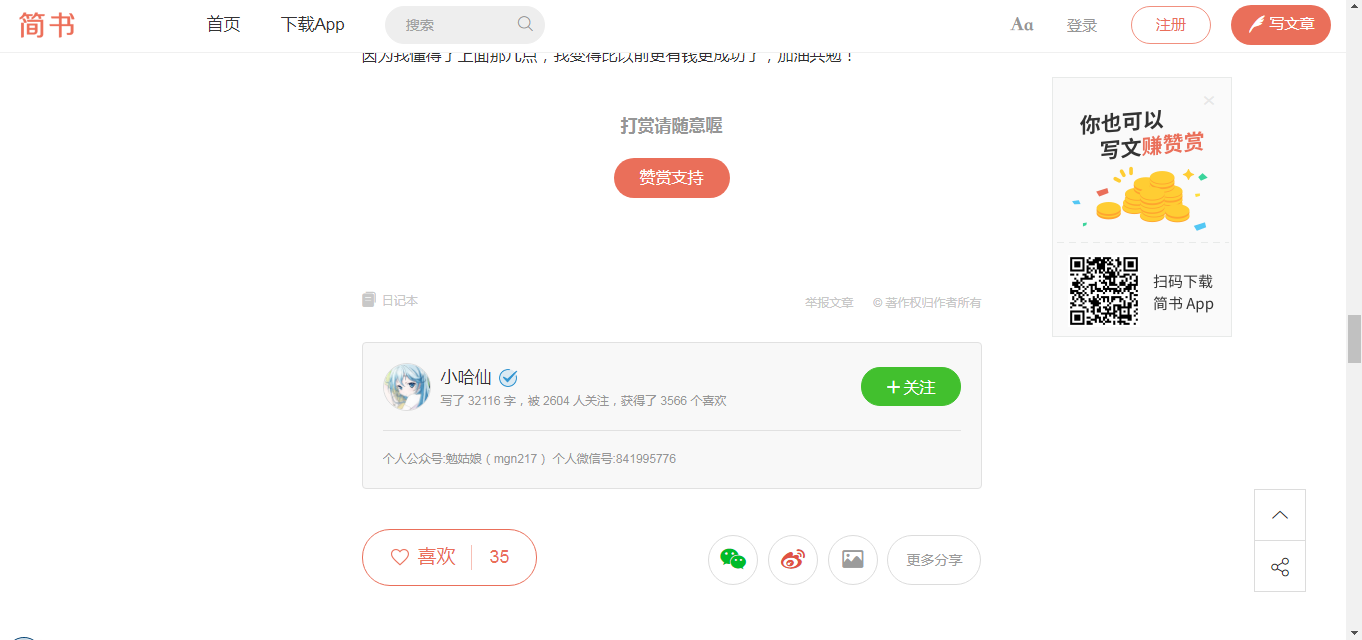 简书
首页
下载App
搜索
Aa
登录
注册
写文章
因为我懂得了上面那几点，我变得比以前更有钱更成功了，加油共勉！
打赏请随意喔
赞赏支持
你也可以
写文赚赞赏
扫码下载
简书 App
日记本
举报文章
© 著作权归作者所有
小哈仙
写了 32116 字，被 2604 人关注，获得了 3566 个喜欢
+关注
个人公众号:勉姑娘（mgn217 ） 个人微信号:841995776
喜欢
35
更多分享